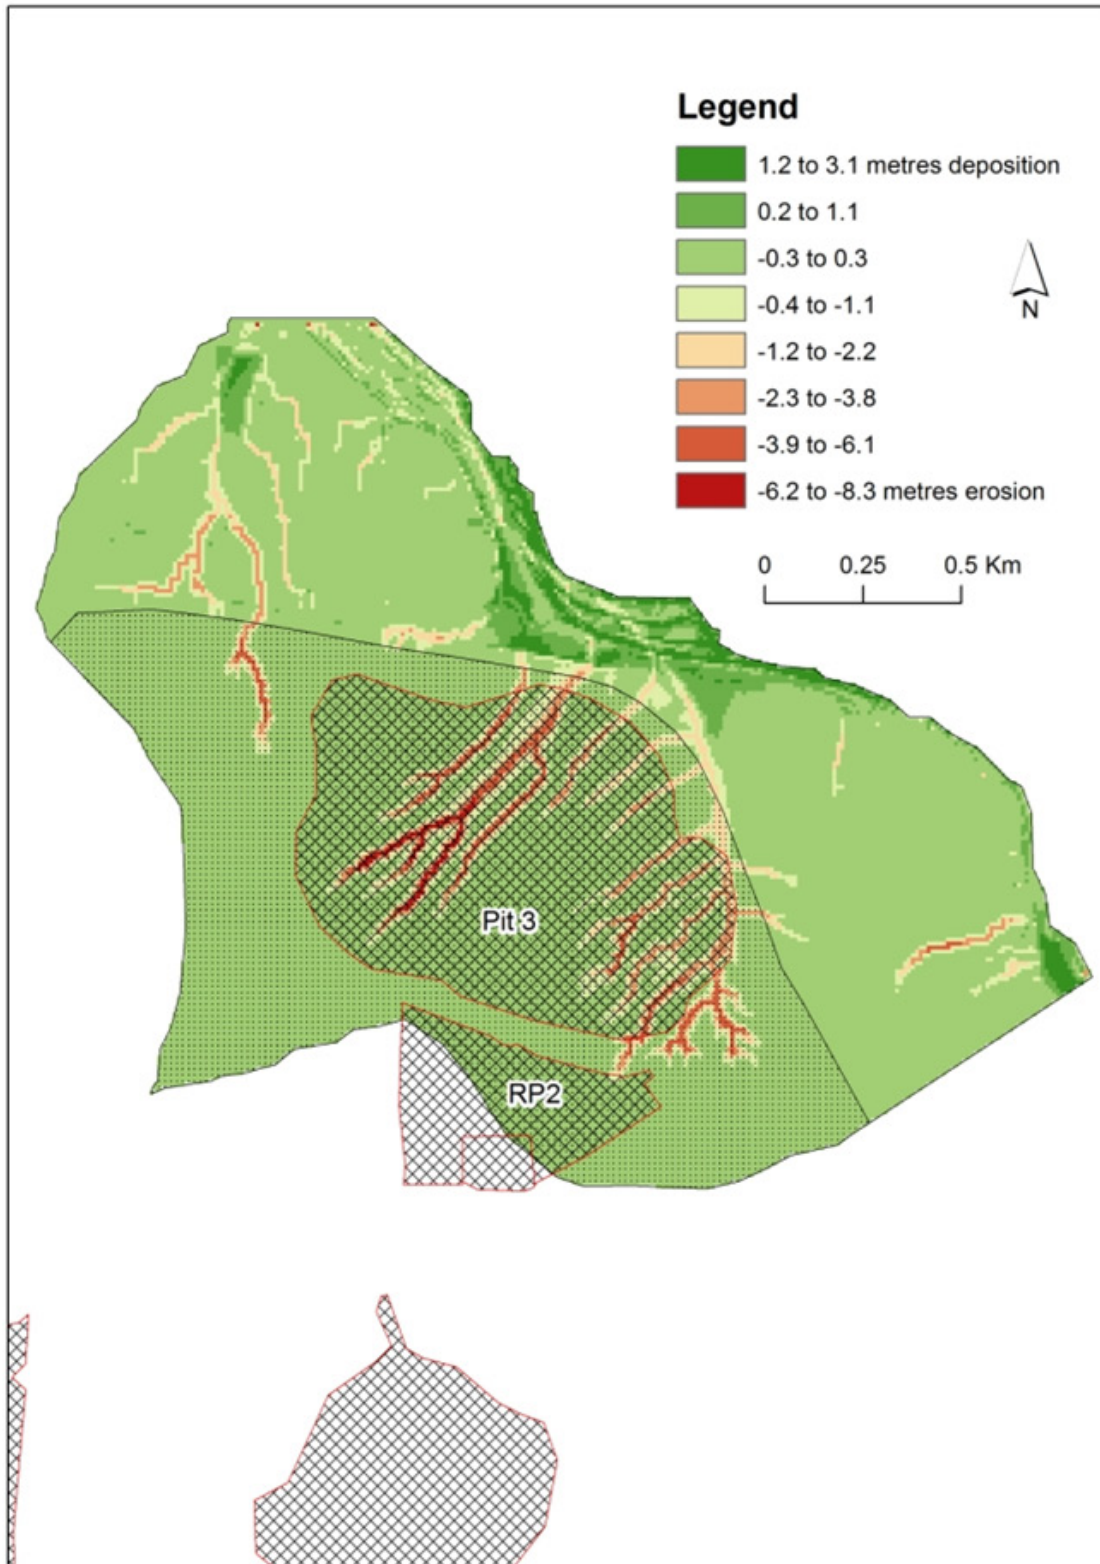 Legend
1.2 to 3.1 metres deposition
0.2 to 1.1
-0.3 to 0.3
-0.4 to -1.1
-1.2 to -2.2
-2.3 to -3.8
-3.9 to -6.1
-6.2 to -8.3 metres erosion
N
0 0.25 0.5 Km
Pit 3
RP2